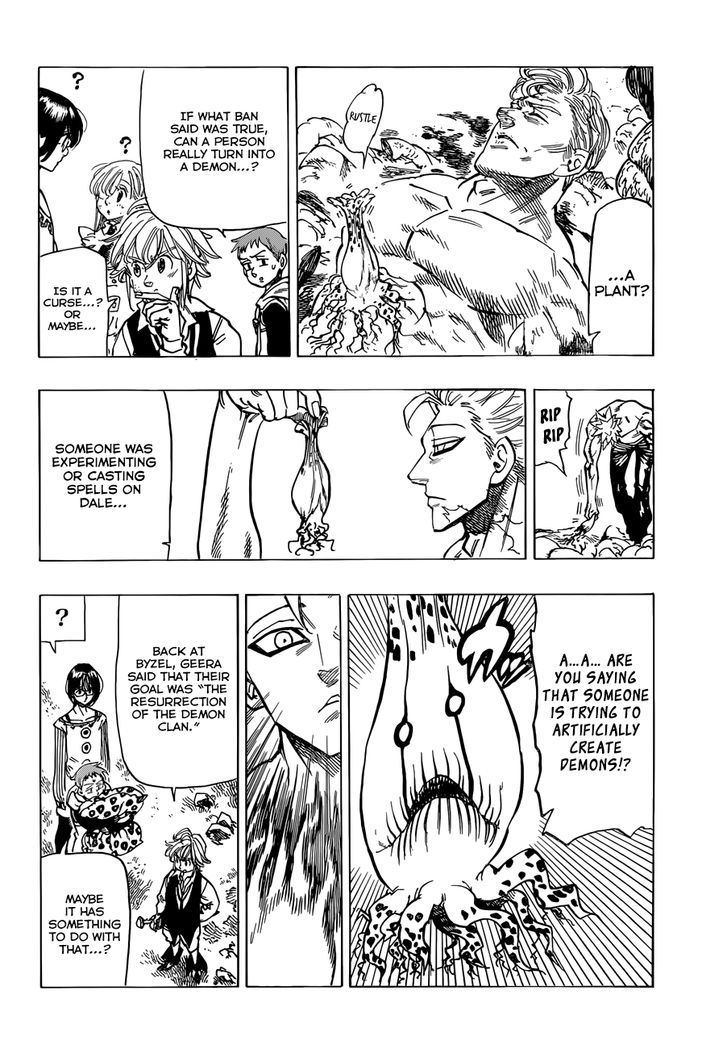 RUSTLE
...A
PLANT?
IF WHAT BAN
SAID WAS TRUE,
CAN A PERSON
REALLY TURN INTO
A DEMON...?
?
?
IS IT A
CURSE...?
OR
MAYBE...
RIP
RIP
SOMEONE WAS
EXPERIMENTING
OR CASTING
SPELLS ON
DALE...
A...A... ARE
YOU SAYING
THAT SOMEONE
IS TRYING TO
ARTIFICIALLY
CREATE
DEMONS!?
BACK AT
BYZEL, GEERA
SAID THAT THEIR
GOAL WAS "THE
RESURRECTION
OF THE DEMON
CLAN."
?
MAYBE
IT HAS
SOMETHING
TO DO WITH
THAT...?